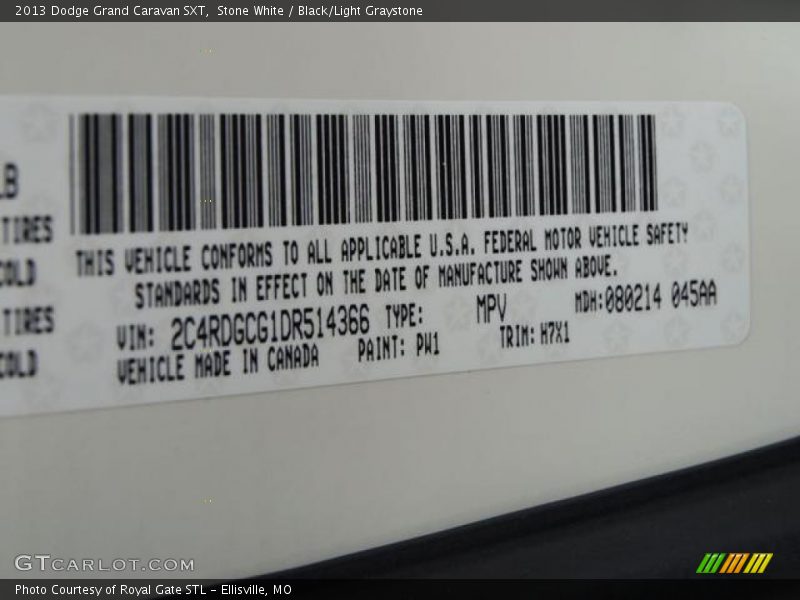 2013 Dodge Grand Caravan SXT, Stone White / Black/Light Graystone
LB
TIRES
COLD
TIRES
COLD
THIS VEHICLE CONFORMS TO ALL APPLICABLE U.S.A. FEDERAL MOTOR VEHICLE SAFETY
STANDARDS IN EFFECT ON THE DATE OF MANUFACTURE SHOWN ABOVE.
VIN: 2C4RDGCG1DR514366 TYPE: MPV MDH:080214 045AA
VEHICLE MADE IN CANADA PAINT: PW1 TRIM: H7X1
GTCARLOT.COM
Photo Courtesy of Royal Gate STL - Ellisville, MO